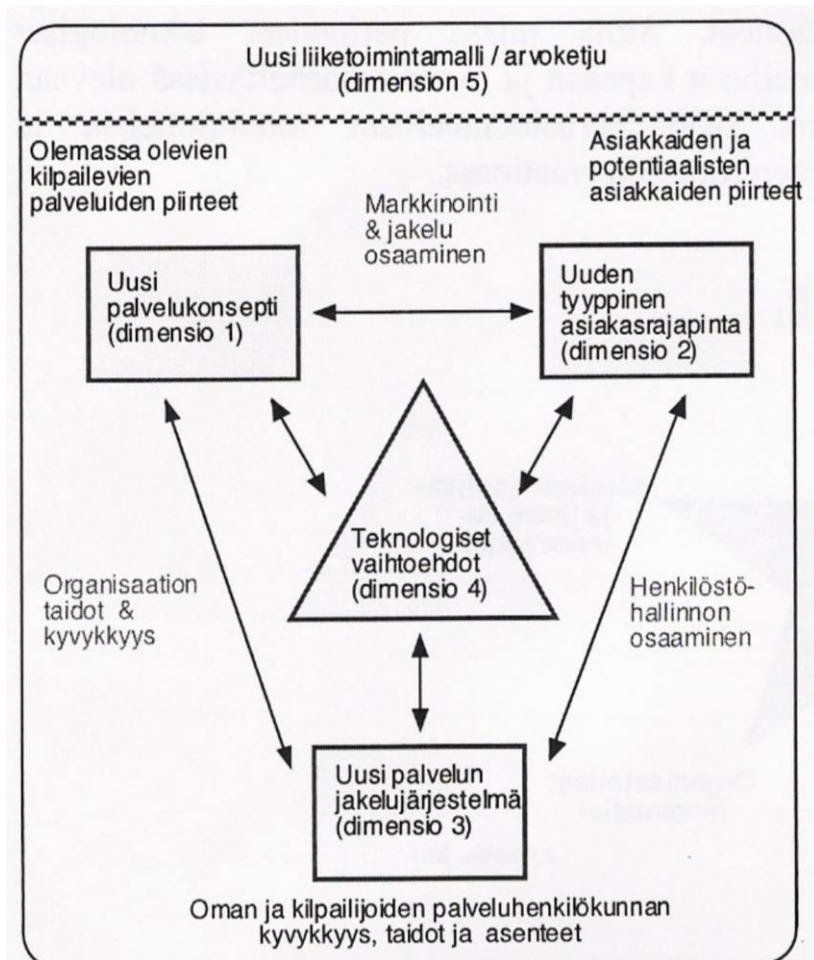 Uusi liiketoimintamalli / arvoketju
(dimension 5)
Olemassa olevien
kilpailevien
palveluiden piirteet
Asiakkaiden ja
potentiaalisten
asiakkaiden piirteet
Markkinointi
& jakelu
osaaminen
Uusi
palvelukonsepti
(dimensio 1)
Uuden
tyyppinen
asiakasrajapinta
(dimensio 2)
Teknologiset
vaihtoehdot
(dimensio 4)
Organisaation
taidot &
kyvykkyys
Henkilöstö-
hallinnon
osaaminen
Uusi palvelun
jakelujärjestelmä
(dimensio 3)
Oman ja kilpailijoiden palveluhenkilökunnan
kyvykkyys, taidot ja asenteet